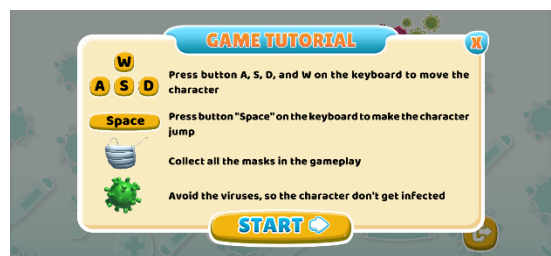 GAME TUTORIAL
X
W
A S D
Press button A, S, D, and W on the keyboard to move the
character
Space
Press button "Space" on the keyboard to make the character
jump
Collect all the masks in the gameplay
Avoid the viruses, so the character don't get infected
START